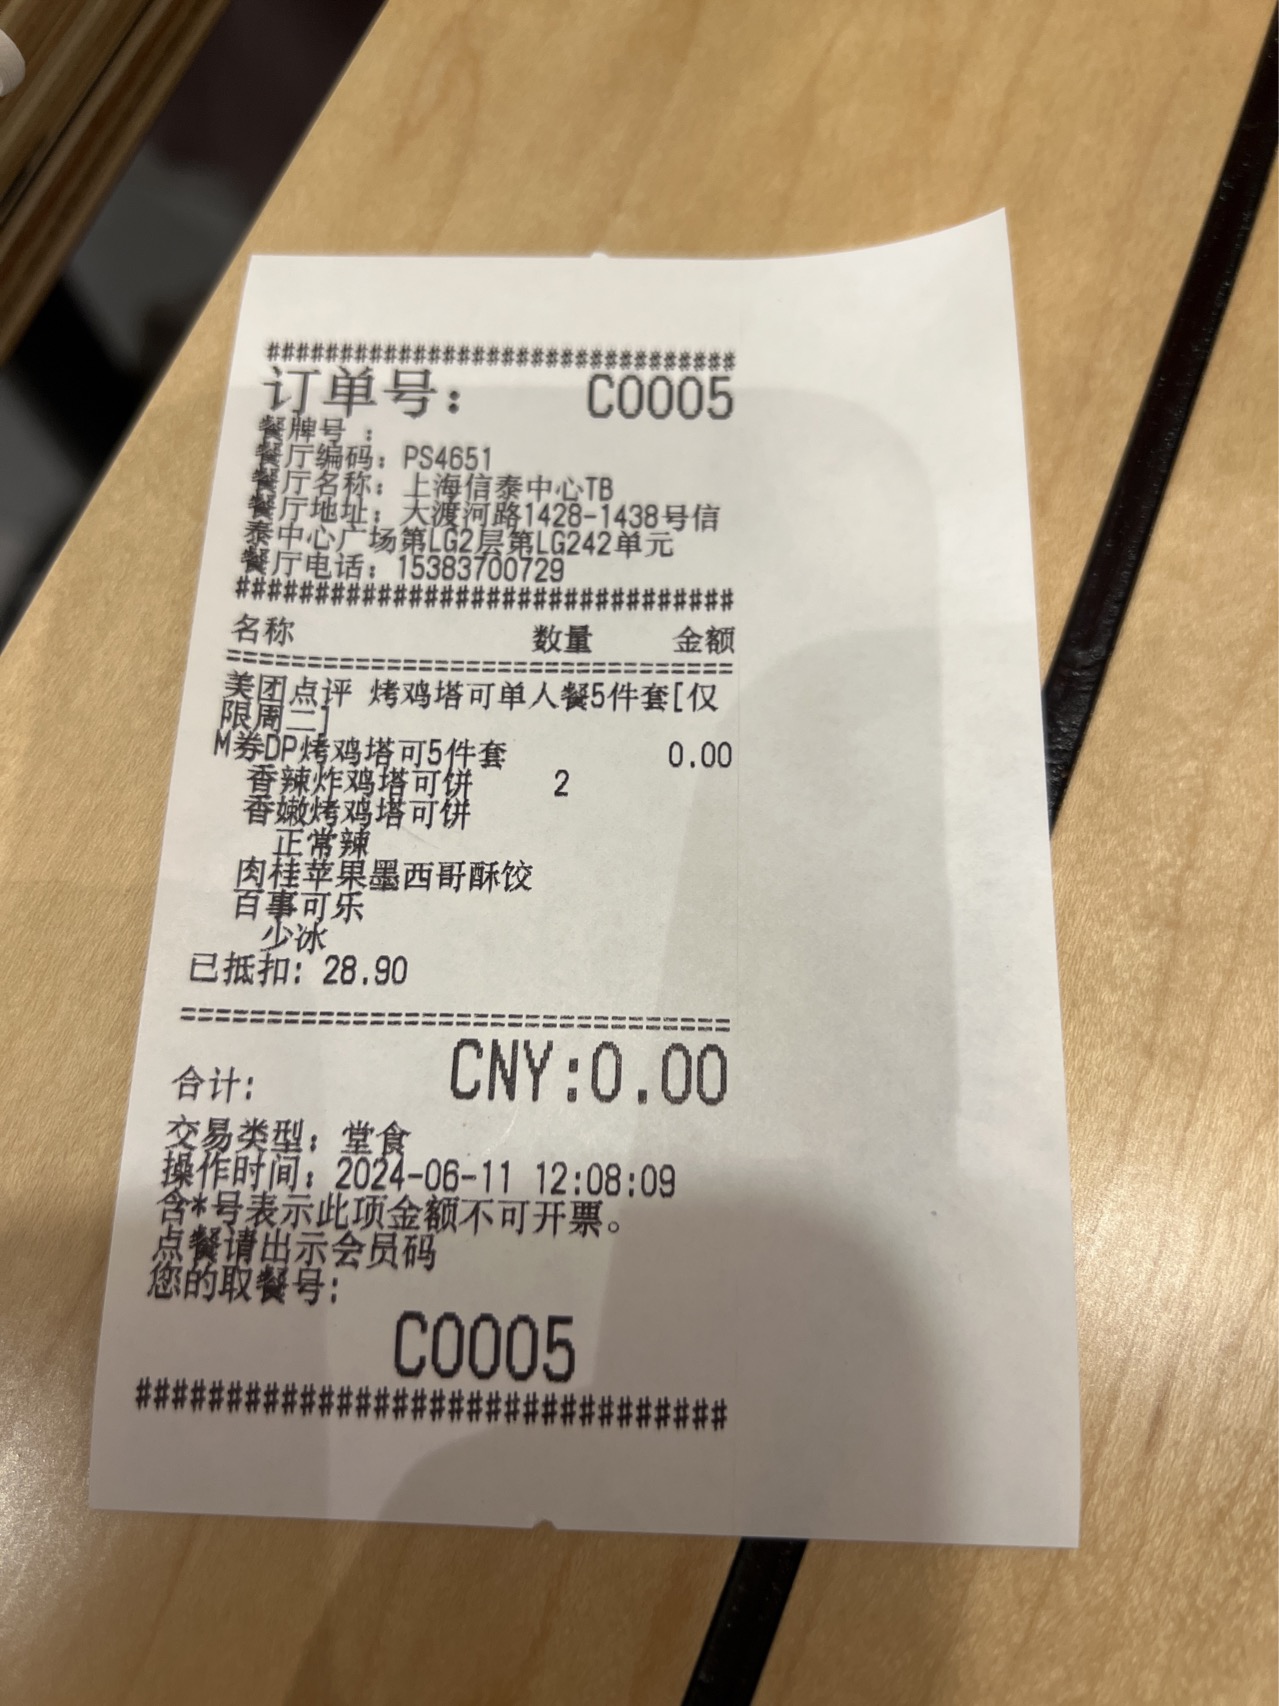 ################################
订单号： C0005
餐牌号：
餐厅编码：PS4651
餐厅名称：上海信泰中心TB
餐厅地址：大渡河路1428-1438号信
泰中心广场第LG2层第LG242单元
餐厅电话：15383700729
################################
名称 数量 金额
================================
美团点评 烤鸡塔可单人餐5件套[仅
限周二]
M券DP烤鸡塔可5件套 0.00
香辣炸鸡塔可饼 2
香嫩烤鸡塔可饼
正常辣
肉桂苹果墨西哥酥饺
百事可乐
少冰
已抵扣: 28.90
================================
合计: CNY:0.00
交易类型：堂食
操作时间：2024-06-11 12:08:09
含*号表示此项金额不可开票。
点餐请出示会员码
您的取餐号:
C0005
################################